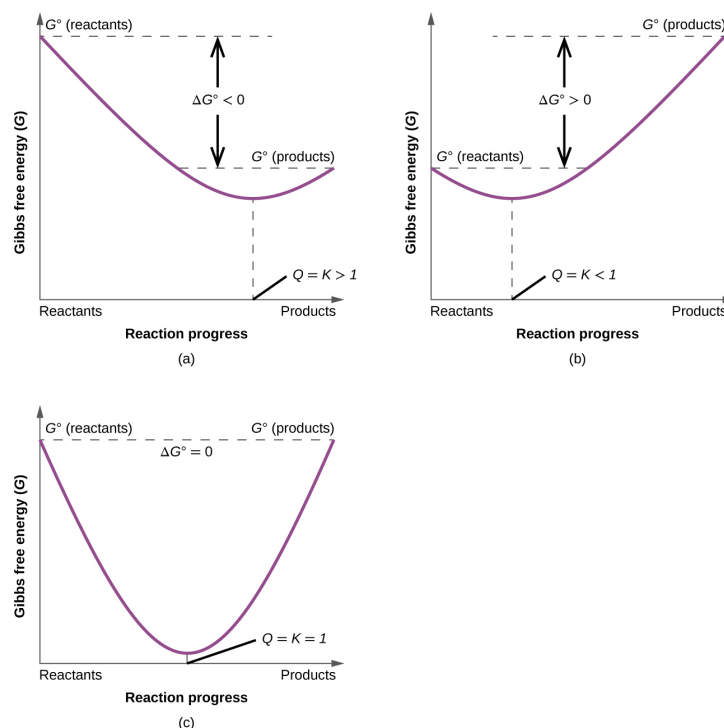 G° (reactants)
ΔG° < 0
G° (products)
Gibbs free energy (G)
Q = K > 1
Reactants
Products
Reaction progress
(a)
G° (products)
ΔG° > 0
G° (reactants)
Gibbs free energy (G)
Q = K < 1
Reactants
Products
Reaction progress
(b)
G° (reactants)
G° (products)
ΔG° = 0
Gibbs free energy (G)
Q = K = 1
Reactants
Products
Reaction progress
(c)